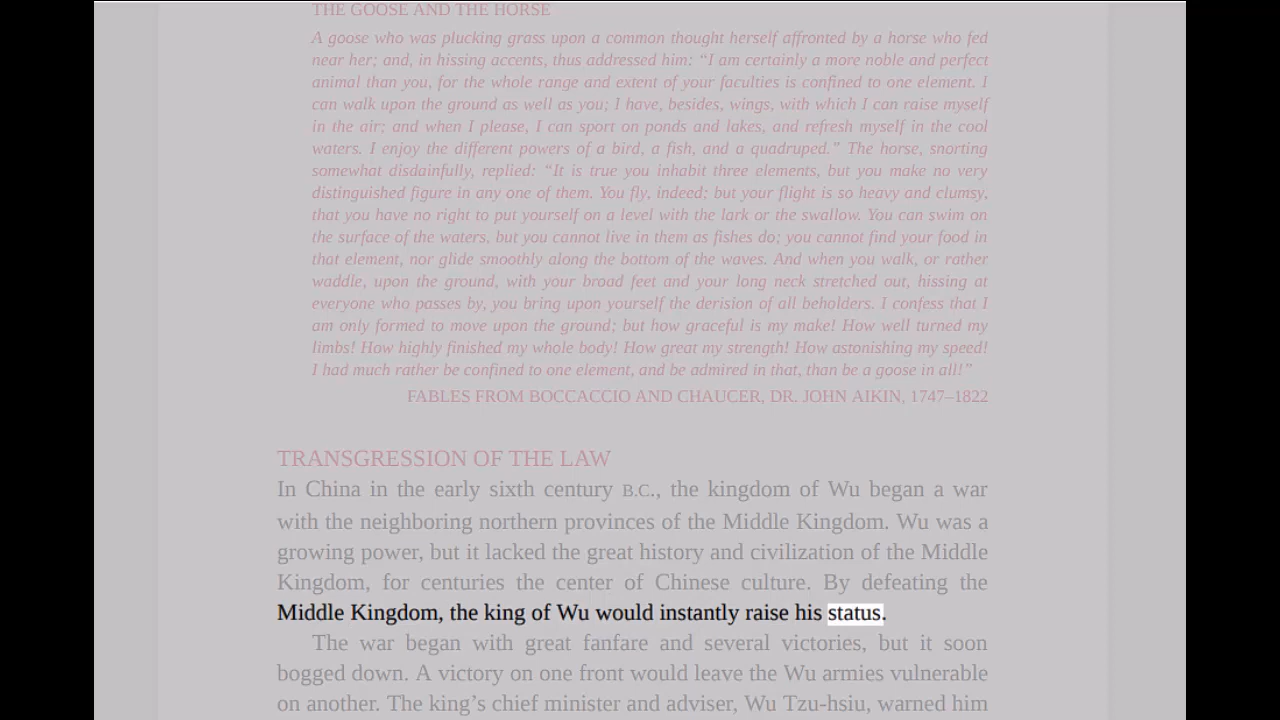 THE GOOSE AND THE HORSE
A goose who was plucking grass upon a common thought herself affronted by a horse who fed
near her; and, in hissing accents, thus addressed him: “I am certainly a more noble and perfect
animal than you, for the whole range and extent of your faculties is confined to one element. I
can walk upon the ground as well as you; I have, besides, wings, with which I can raise myself
in the air; and when I please, I can sport on ponds and lakes, and refresh myself in the cool
waters. I enjoy the different powers of a bird, a fish, and a quadruped.” The horse, snorting
somewhat disdainfully, replied: “It is true you inhabit three elements, but you make no very
distinguished figure in any one of them. You fly, indeed; but your flight is so heavy and clumsy,
that you have no right to put yourself on a level with the lark or the swallow. You can swim on
the surface of the waters, but you cannot live in them as fishes do; you cannot find your food in
that element, nor glide smoothly along the bottom of the waves. And when you walk, or rather
waddle, upon the ground, with your broad feet and your long neck stretched out, hissing at
everyone who passes by, you bring upon yourself the derision of all beholders. I confess that I
am only formed to move upon the ground; but how graceful is my make! How well turned my
limbs! How highly finished my whole body! How great my strength! How astonishing my speed!
I had much rather be confined to one element, and be admired in that, than be a goose in all!”
FABLES FROM BOCCACCIO AND CHAUCER, DR. JOHN AIKIN, 1747–1822
TRANSGRESSION OF THE LAW
In China in the early sixth century B.C., the kingdom of Wu began a war
with the neighboring northern provinces of the Middle Kingdom. Wu was a
growing power, but it lacked the great history and civilization of the Middle
Kingdom, for centuries the center of Chinese culture. By defeating the
Middle Kingdom, the king of Wu would instantly raise his status.
The war began with great fanfare and several victories, but it soon
bogged down. A victory on one front would leave the Wu armies vulnerable
on another. The king’s chief minister and adviser, Wu Tzu-hsiu, warned him